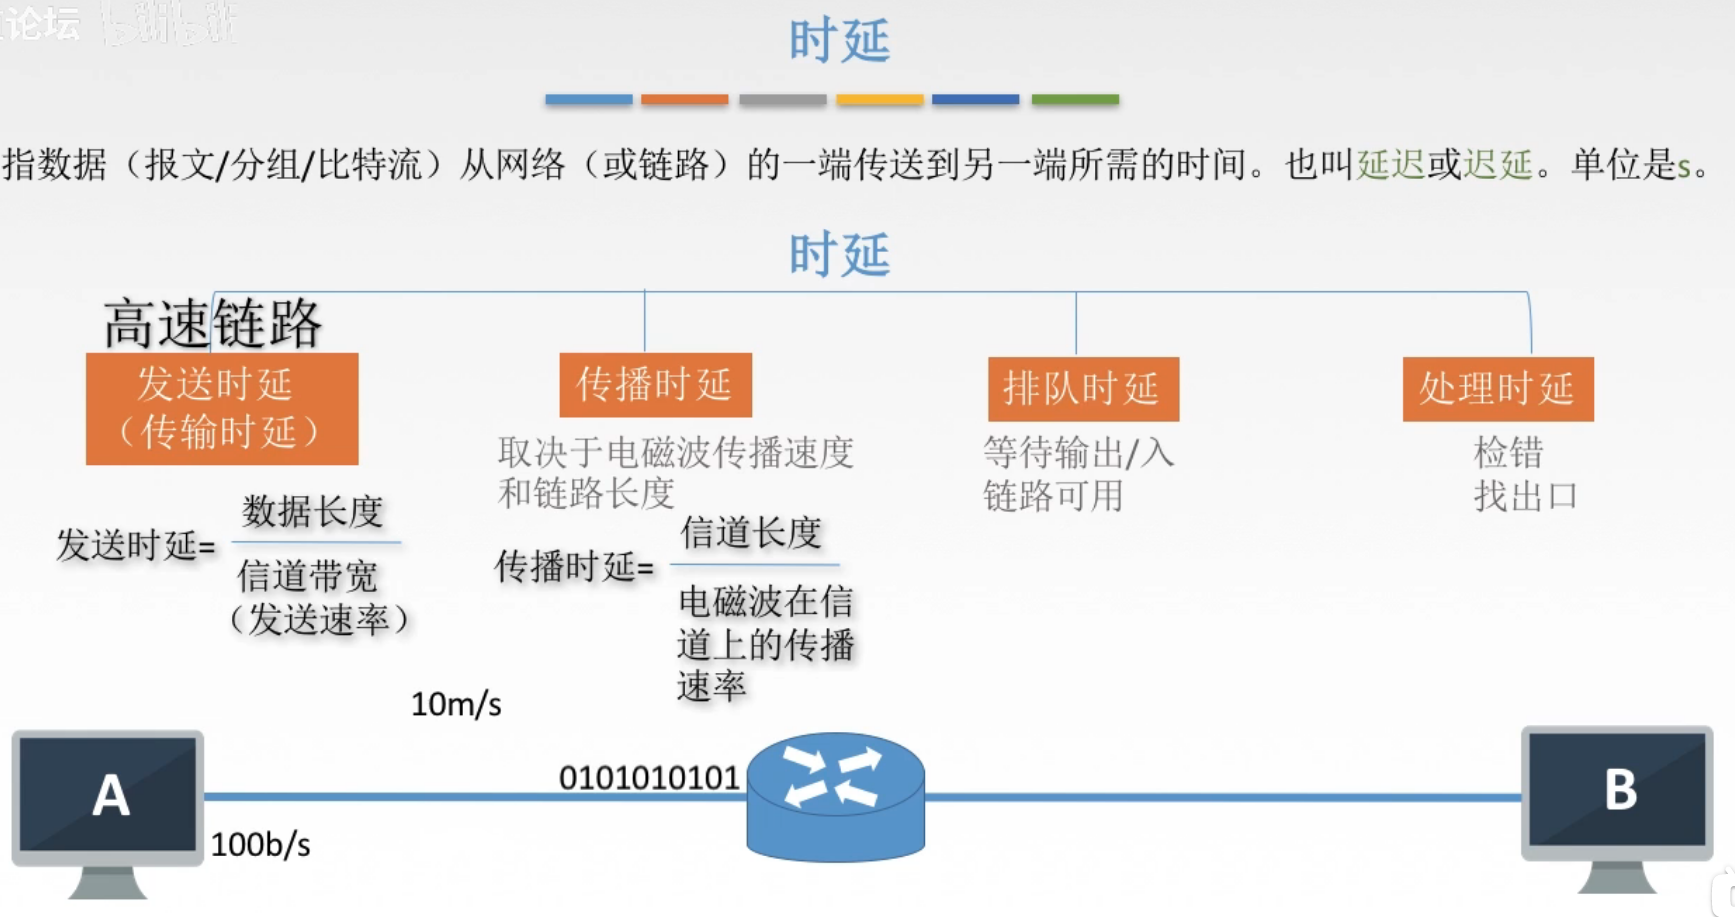 论坛 bilibili
时延
指数据（报文/分组/比特流）从网络（或链路）的一端传送到另一端所需的时间。也叫延迟或迟延。单位是s。
时延
高速链路
发送时延
（传输时延）
传播时延
排队时延
处理时延
取决于电磁波传播速度
和链路长度
等待输出/入
链路可用
检错
找出口
发送时延=
数据长度
信道带宽
（发送速率）
传播时延=
信道长度
电磁波在信
道上的传播
速率
10m/s
A
0101010101
B
100b/s